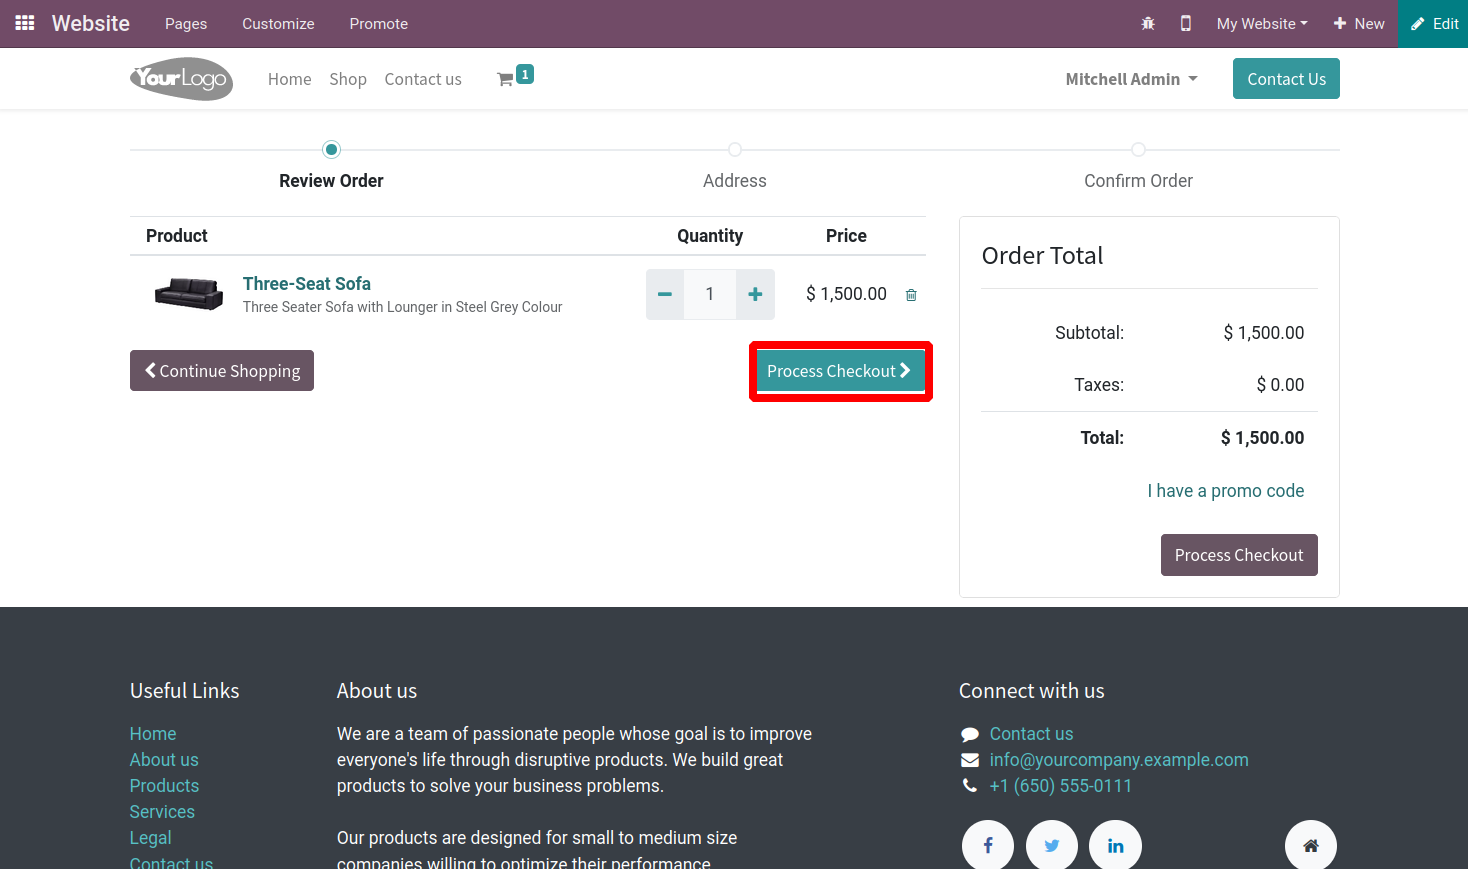 Website Pages Customize Promote My Website New Edit
YourLogo Home Shop Contact us 1 Mitchell Admin Contact Us
Review Order Address Confirm Order
Product Quantity Price
Three-Seat Sofa
Three Seater Sofa with Lounger in Steel Grey Colour
1 $ 1,500.00
Continue Shopping Process Checkout
Order Total
Subtotal: $ 1,500.00
Taxes: $ 0.00
Total: $ 1,500.00
I have a promo code
Process Checkout
Useful Links
Home
About us
Products
Services
Legal
Contact us
About us
We are a team of passionate people whose goal is to improve
everyone's life through disruptive products. We build great
products to solve your business problems.
Our products are designed for small to medium size
companies willing to optimize their performance.
Connect with us
Contact us
info@yourcompany.example.com
+1 (650) 555-0111